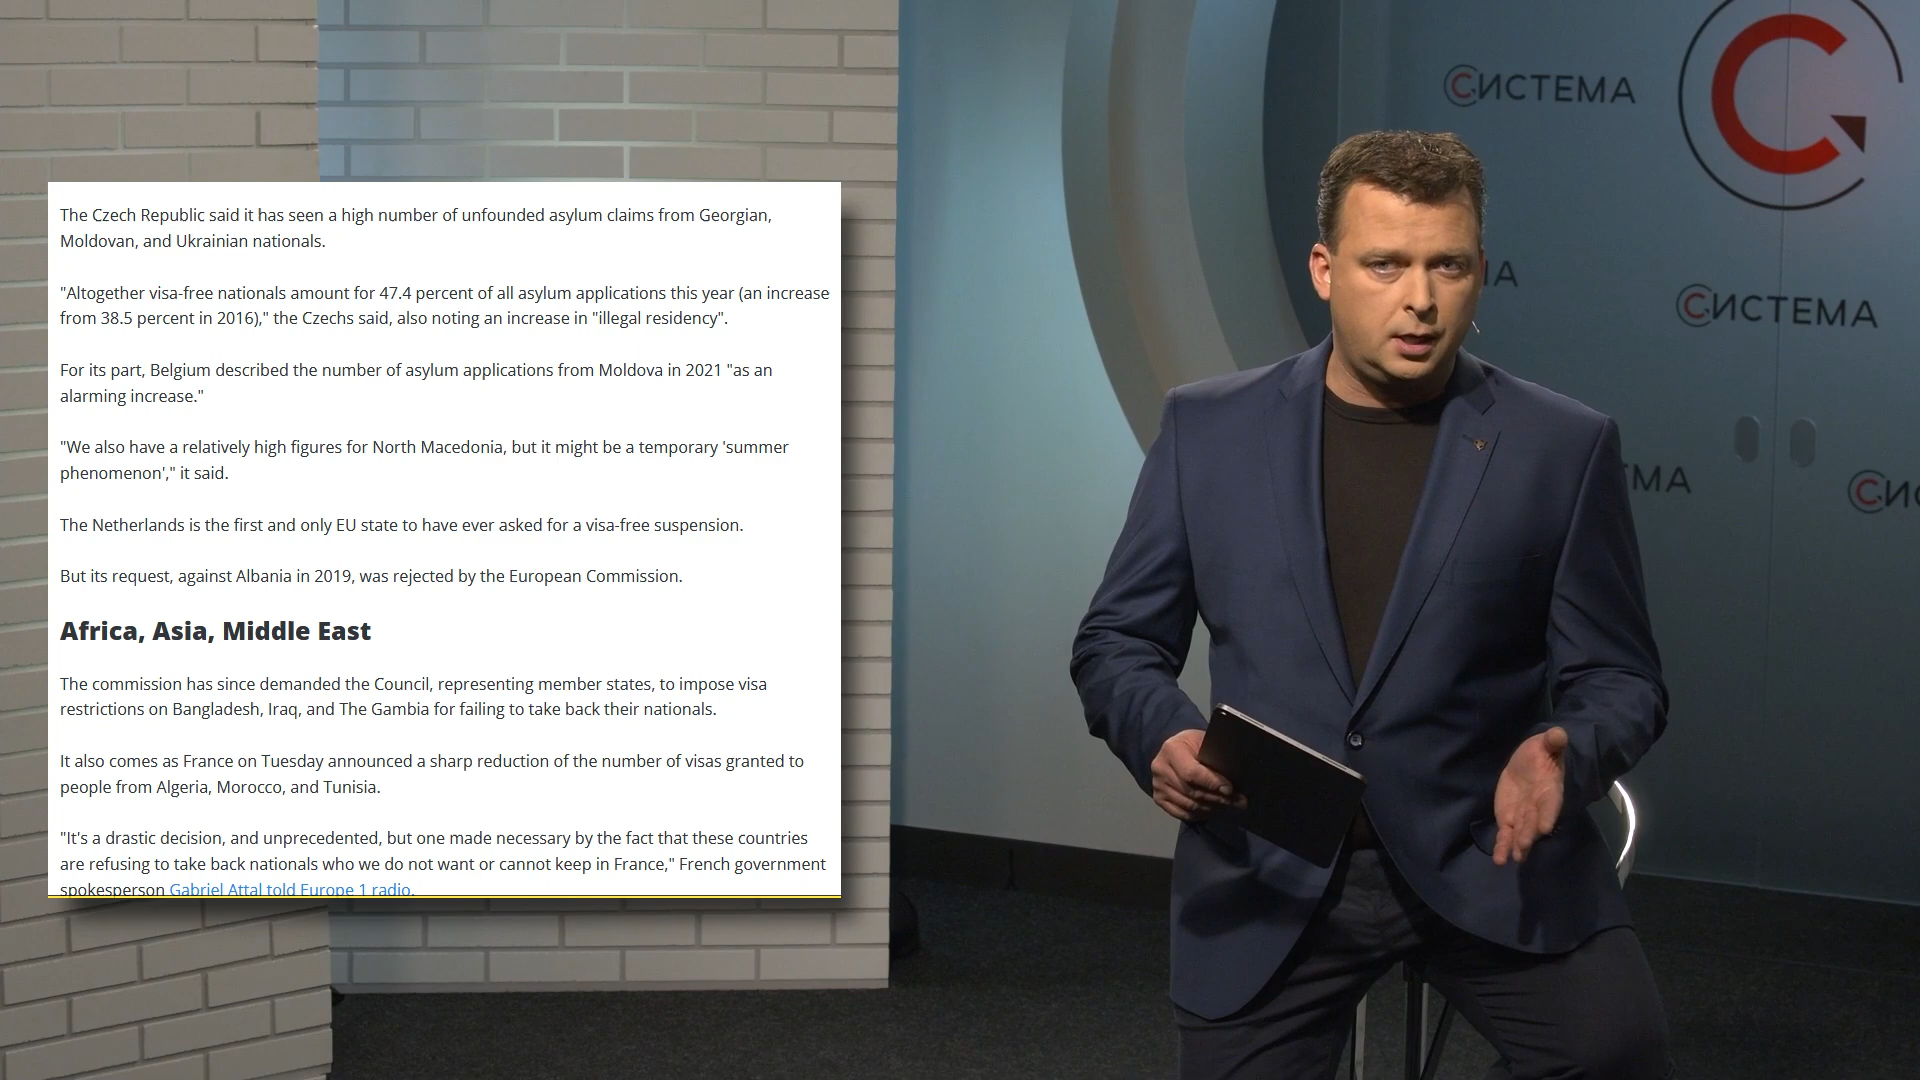 The Czech Republic said it has seen a high number of unfounded asylum claims from Georgian,
Moldovan, and Ukrainian nationals.
"Altogether visa-free nationals amount for 47.4 percent of all asylum applications this year (an increase
from 38.5 percent in 2016)," the Czechs said, also noting an increase in "illegal residency".
For its part, Belgium described the number of asylum applications from Moldova in 2021 "as an
alarming increase."
"We also have a relatively high figures for North Macedonia, but it might be a temporary 'summer
phenomenon'," it said.
The Netherlands is the first and only EU state to have ever asked for a visa-free suspension.
But its request, against Albania in 2019, was rejected by the European Commission.
Africa, Asia, Middle East
The commission has since demanded the Council, representing member states, to impose visa
restrictions on Bangladesh, Iraq, and The Gambia for failing to take back their nationals.
It also comes as France on Tuesday announced a sharp reduction of the number of visas granted to
people from Algeria, Morocco, and Tunisia.
"It's a drastic decision, and unprecedented, but one made necessary by the fact that these countries
are refusing to take back nationals who we do not want or cannot keep in France," French government
spokesperson Gabriel Attal told Europe 1 radio.
СИСТЕМА
С
МА
СИСТЕМА
ТЕМА
СИС